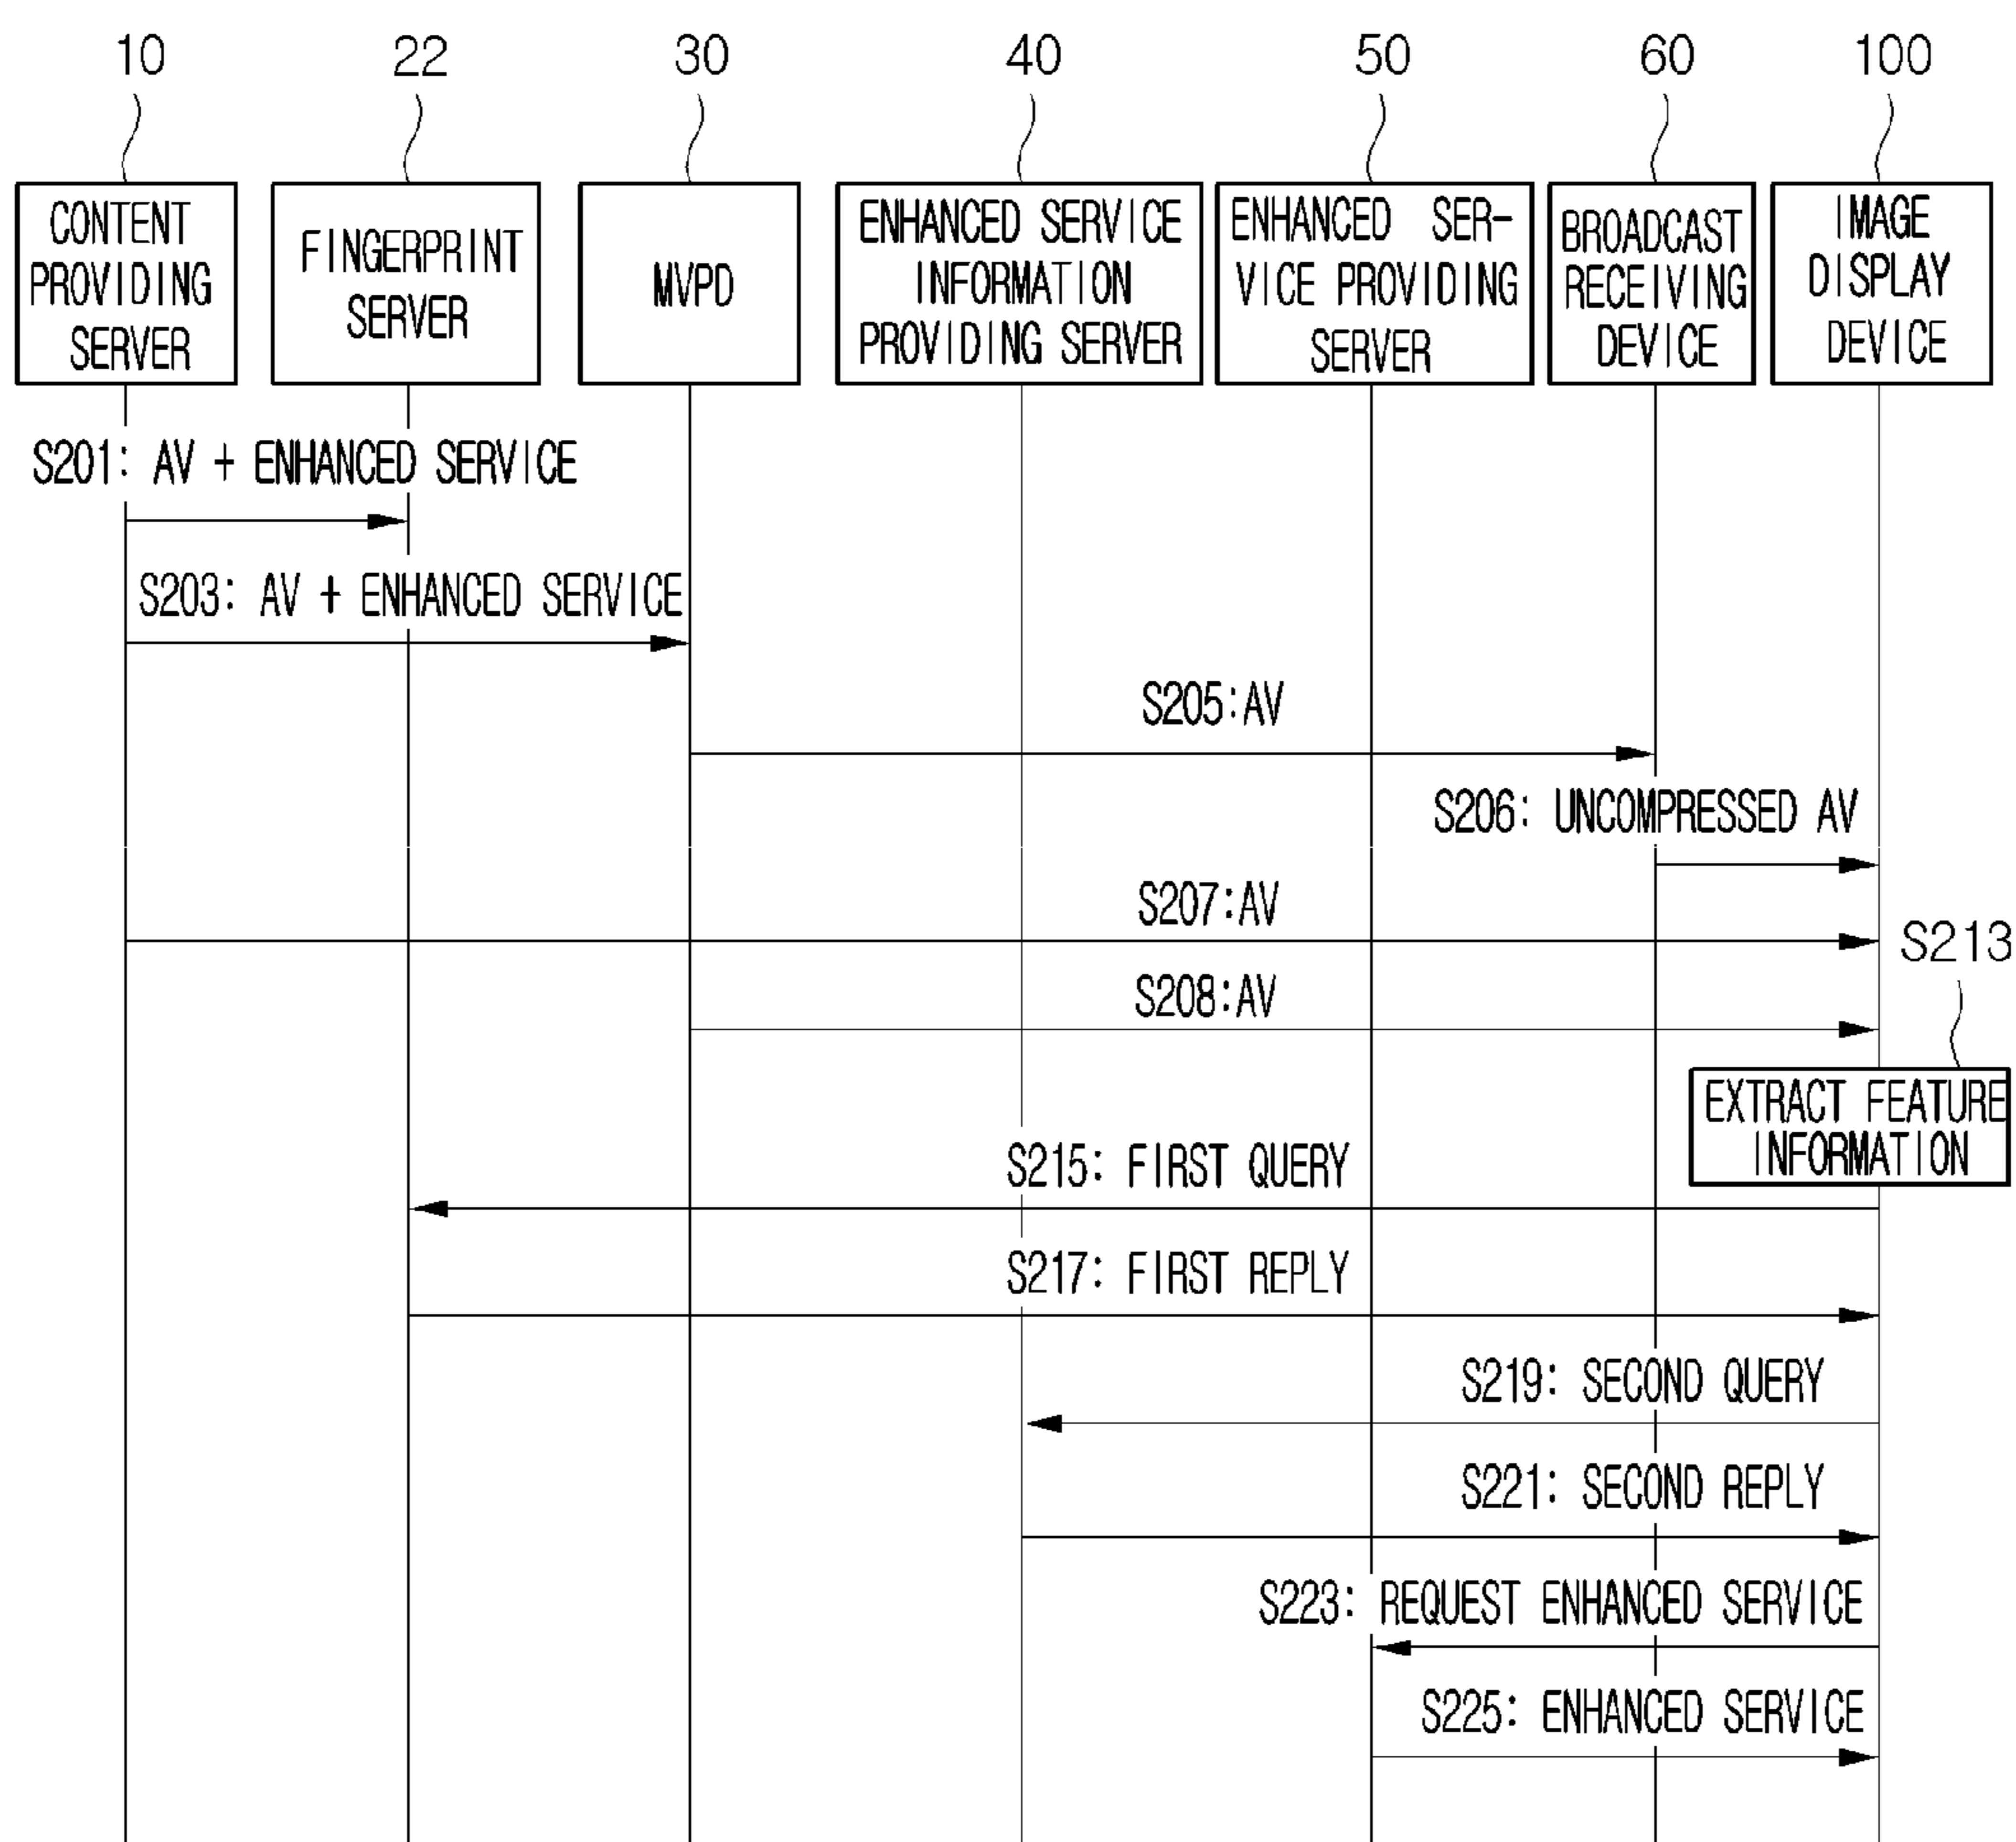 10
22
30
40
50
60
100
CONTENT
PROVIDING
SERVER
FINGERPRINT
SERVER
MVPD
ENHANCED SERVICE
INFORMATION
PROVIDING SERVER
ENHANCED SER-
VICE PROVIDING
SERVER
BROADCAST
RECEIVING
DEVICE
IMAGE
DISPLAY
DEVICE
S201: AV + ENHANCED SERVICE
S203: AV + ENHANCED SERVICE
S205:AV
S206: UNCOMPRESSED AV
S207:AV
S213
S208:AV
EXTRACT FEATURE
INFORMATION
S215: FIRST QUERY
S217: FIRST REPLY
S219: SECOND QUERY
S221: SECOND REPLY
S223: REQUEST ENHANCED SERVICE
S225: ENHANCED SERVICE